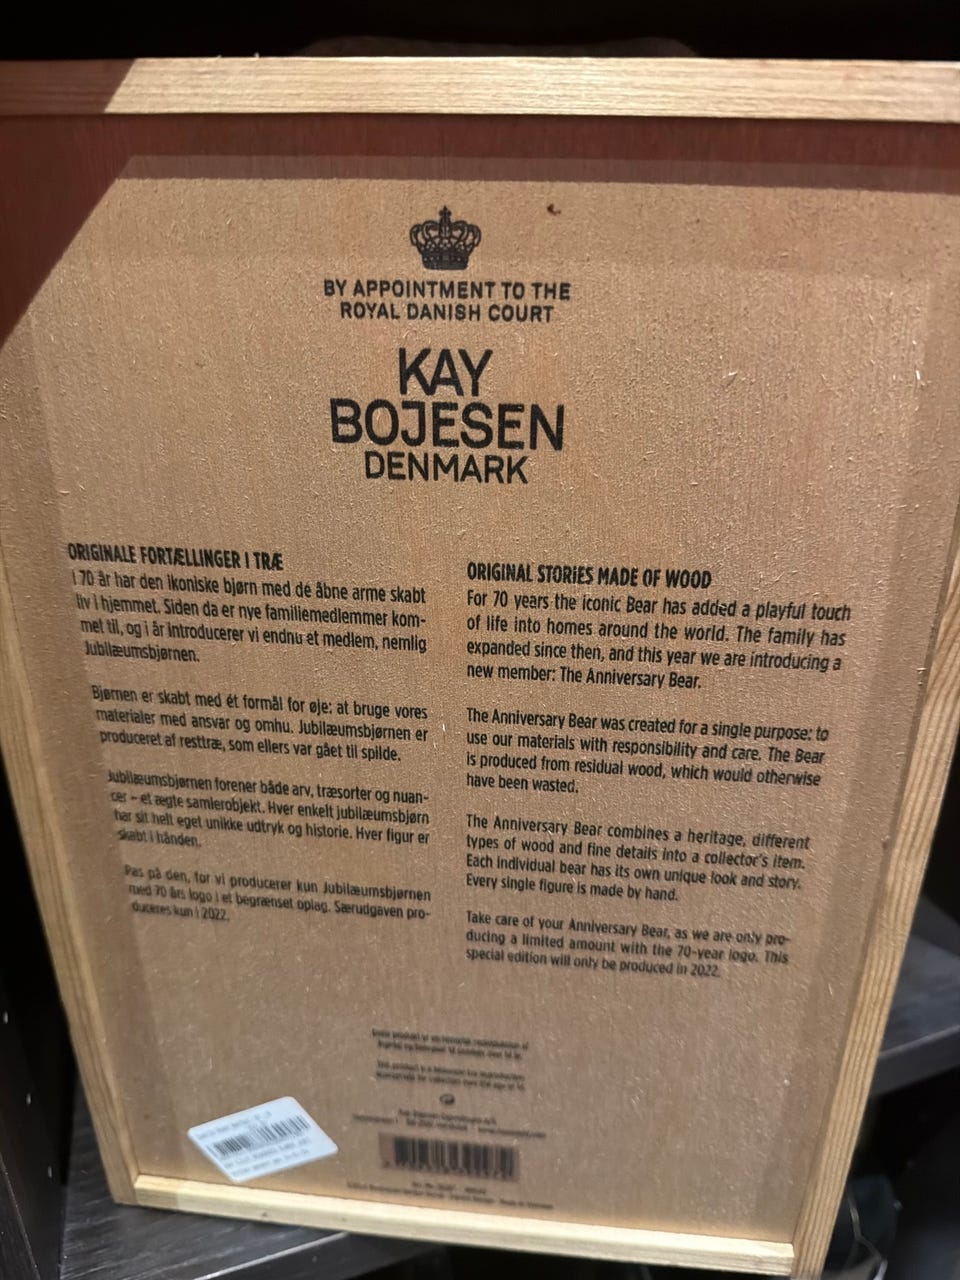 BY APPOINTMENT TO THE
ROYAL DANISH COURT
KAY
BOJESEN
DENMARK
ORIGINALE FORTÆLLINGER I TRÆ
I 70 år har den ikoniske bjørn med de åbne arme skabt
liv i hjemmet. Siden da er nye familiemedlemmer kom-
met til, og i år introducerer vi endnu et medlem, nemlig
Jubilæumsbjørnen.
Bjørnen er skabt med ét formål for øje: at bruge vores
materialer med ansvar og omhu. Jubilæumsbjørnen er
produceret af resttræ, som ellers var gået til spilde.
Jubilæumsbjørnen forener både arv, træsorter og nuan-
cer – et ægte samlerobjekt. Hver enkelt jubilæumsbjørn
har sit helt eget unikke udtryk og historie. Hver figur er
skabt i hånden.
Pas på den, for vi producerer kun Jubilæumsbjørnen
med 70 års logo i et begrænset oplag. Særudgaven pro-
duceres kun i 2022.
ORIGINAL STORIES MADE OF WOOD
For 70 years the iconic Bear has added a playful touch
of life into homes around the world. The family has
expanded since then, and this year we are introducing a
new member: The Anniversary Bear.
The Anniversary Bear was created for a single purpose: to
use our materials with responsibility and care. The Bear
is produced from residual wood, which would otherwise
have been wasted.
The Anniversary Bear combines a heritage, different
types of wood and fine details into a collector's item.
Each individual bear has its own unique look and story.
Every single figure is made by hand.
Take care of your Anniversary Bear, as we are only pro-
ducing a limited amount with the 70-year logo. This
special edition will only be produced in 2022.